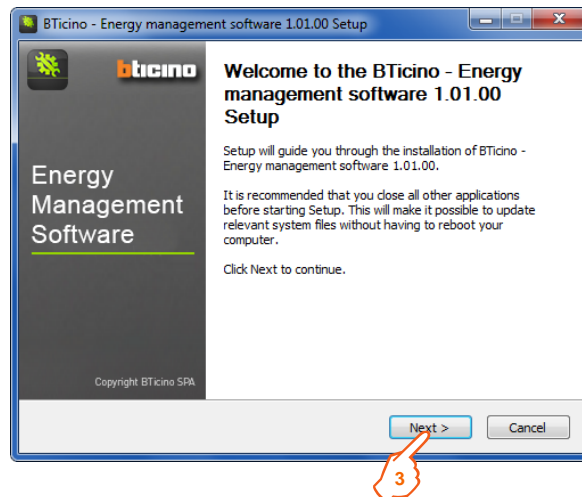 BTicino - Energy management software 1.01.00 Setup
bticino
Energy
Management
Software
Copyright BTicino SPA
Welcome to the BTicino - Energy
management software 1.01.00
Setup
Setup will guide you through the installation of BTicino -
Energy management software 1.01.00.
It is recommended that you close all other applications
before starting Setup. This will make it possible to update
relevant system files without having to reboot your
computer.
Click Next to continue.
Next >
Cancel
3